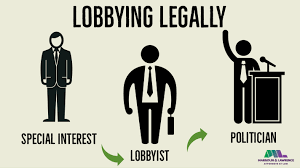 LOBBYING LEGALLY
SPECIAL INTEREST
LOBBYIST
POLITICIAN